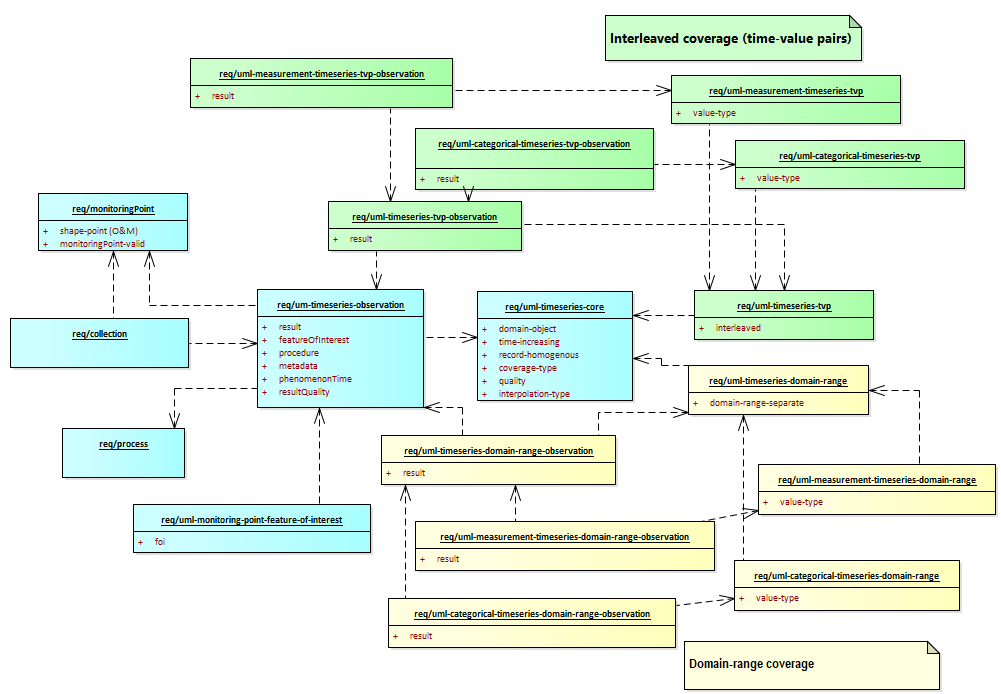 Interleaved coverage (time-value pairs)
req/uml-measurement-timeseries-tvp-observation
+ result
req/uml-measurement-timeseries-tvp
+ value-type
req/uml-categorical-timeseries-tvp-observation
+ result
req/uml-categorical-timeseries-tvp
+ value-type
req/monitoringPoint
+ shape-point (O&M)
+ monitoringPoint-valid
req/uml-timeseries-tvp-observation
+ result
req/um-timeseries-observation
+ result
+ featureOfInterest
+ procedure
+ metadata
+ phenomenonTime
+ resultQuality
req/uml-timeseries-core
+ domain-object
+ time-increasing
+ record-homogenous
+ coverage-type
+ quality
+ interpolation-type
req/uml-timeseries-tvp
+ interleaved
req/collection
req/uml-timeseries-domain-range
+ domain-range-separate
req/process
req/uml-timeseries-domain-range-observation
+ result
req/uml-measurement-timeseries-domain-range
+ value-type
req/uml-monitoring-point-feature-of-interest
+ foi
req/uml-measurement-timeseries-domain-range-observation
+ result
req/uml-categorical-timeseries-domain-range
+ value-type
req/uml-categorical-timeseries-domain-range-observation
+ result
Domain-range coverage